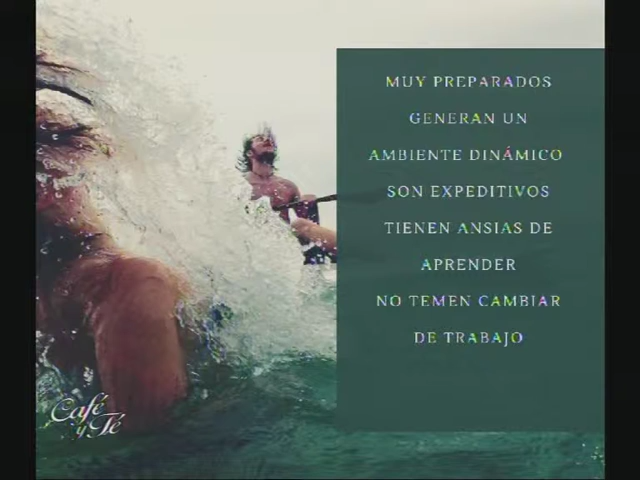 MUY PREPARADOS
GENERAN UN
AMBIENTE DINÁMICO
SON EXPEDITIVOS
TIENEN ANSIAS DE
APRENDER
NO TEMEN CAMBIAR
DE TRABAJO
Café
y Té